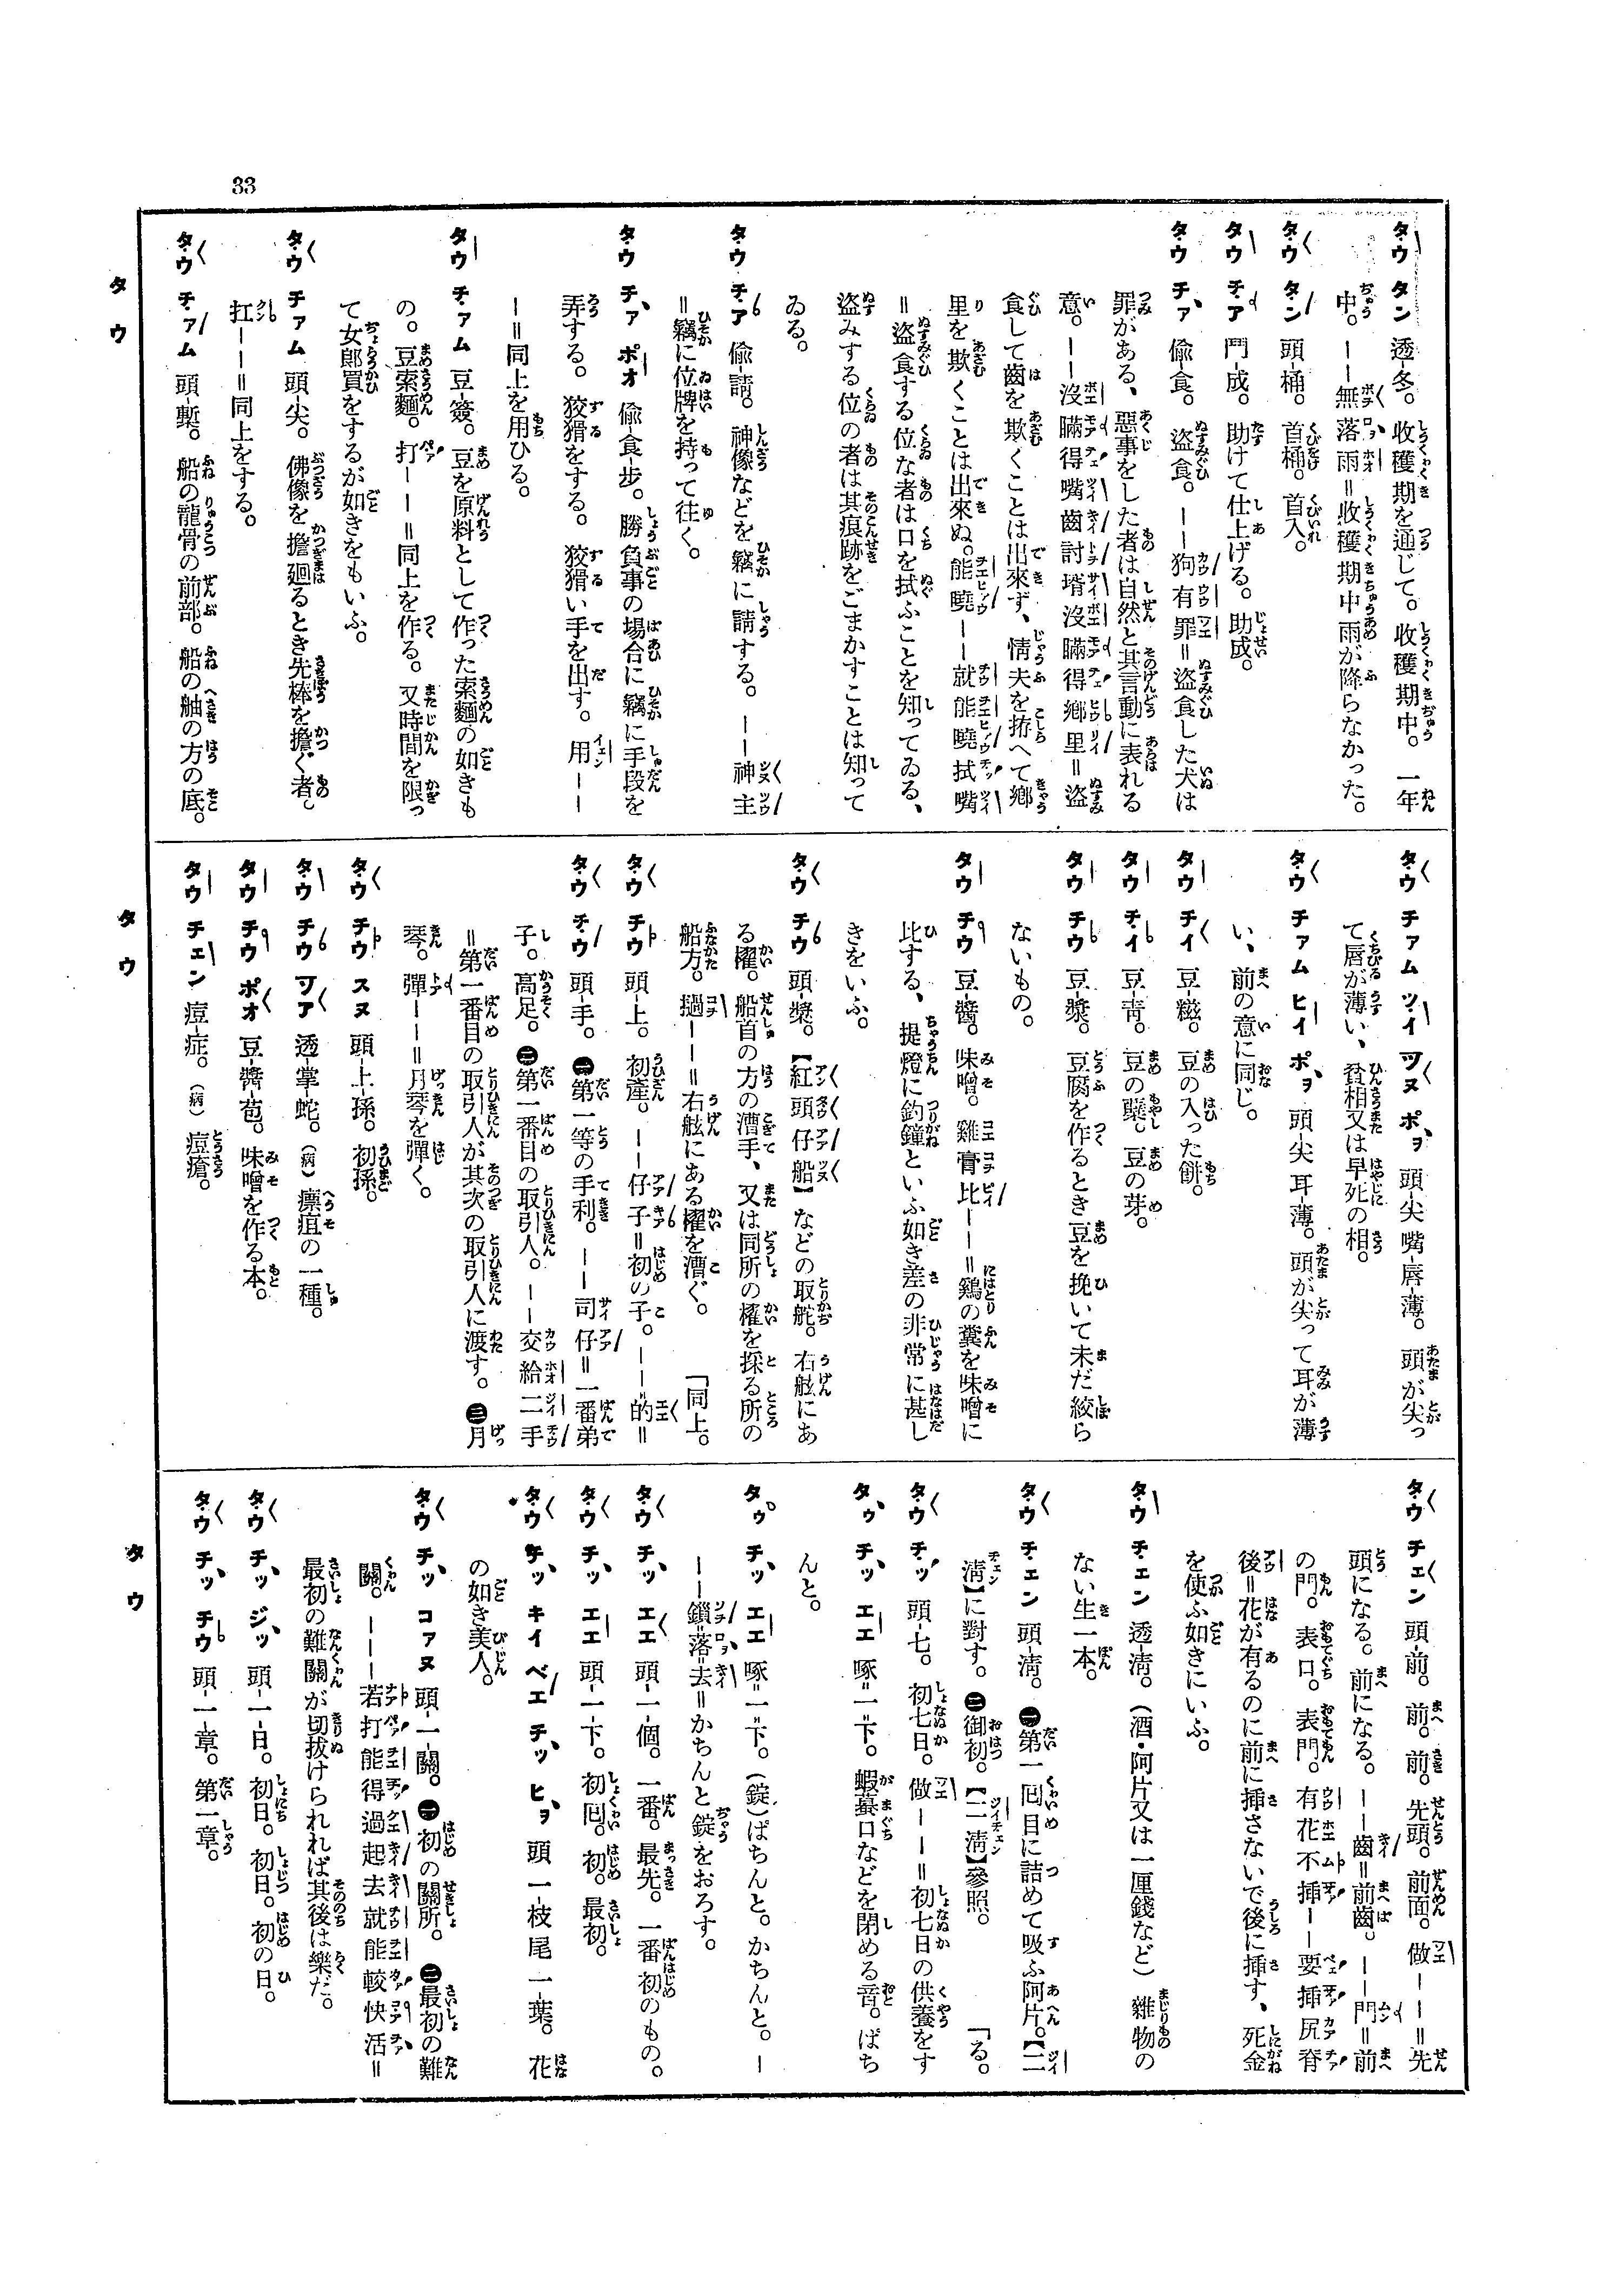 33
タウ タン 透-冬。收穫期を通じて。收穫期中。一年
中。——無落雨＝收穫期中雨が降らなかった。
タウ タン 頭-桶。首桶。首入。
タウ チア 鬥-成。助けて仕上げる。助成。
タウ チァ 偸-食。盜食。——狗有罪＝盜食した犬は
罪がある、惡事をした者は自然と其言動に表れる
意。——沒瞞得嘴齒討壻沒瞞得鄕里＝盜
食して齒を欺くことは出來ず、情夫を拵へて鄕
里を欺くことは出來ぬ。能曉——就能曉拭嘴
＝盜食する位な者は口を拭ふことを知ってゐる、
盜みする位の者は其痕跡をごまかすことは知って
ゐる。
タウ チア 偸-請。神像などを竊に請する。——神主
＝竊に位牌を持って往く。
タウ チァ ポオ 偸-食-步。勝負事の場合に竊に手段を
弄する。狡猾をする。狡猾い手を出す。用——
—＝同上を用ひる。
タウ チァム 豆-簽。豆を原料として作った索麵の如きも
の。豆索麵。打——＝同上を作る。又時間を限っ
て女郞買をするが如きをもいふ。
タウ チァム 頭-尖。佛像を擔廻るとき先棒を擔ぐ者。
扛——＝同上をする。
タウ チァム 頭-塹。船の龍骨の前部。船の舳の方の底。
タウ
タウ チァム ツイ ツヌ ポォ 頭-尖嘴-唇-薄。頭が尖っ
て唇が薄い、貧相又は早死の相。
タウ チァム ヒイ ポォ 頭-尖耳-薄。頭が尖って耳が薄
い、前の意に同じ。
タウ チイ 豆-糍。豆の入った餅。
タウ チイ 豆-靑。豆の蘖。豆の芽。
タウ チウ 豆-漿。豆腐を作るとき豆を挽いて未だ絞ら
ないもの。
タウ チウ 豆-醬。味噌。雞膏比——＝鷄の糞を味噌に
比する、提燈に釣鐘といふ如き差の非常に甚し
きをいふ。
タウ チウ 頭-槳。【紅頭仔船】などの取舵。右舷にあ
る櫂。船首の方の漕手、又は同所の櫂を採る所の
船方。撾——＝右舷にある櫂を漕ぐ。「同上。
タウ チウ 頭-上。初產。——仔子＝初の子。——的＝
タウ チウ 頭-手。㊀第一等の手利。——司仔＝一番弟
子。高足。㊁第一番目の取引人。——交給二手
＝第一番目の取引人が其次の取引人に渡す。㊂月
琴。彈——＝月琴を彈く。
タウ チウ スヌ 頭-上-孫。初孫。
タウ チウ ツア 透-掌-蛇。(病)瘭疽の一種。
タウ チウ ポオ 豆-醬-苞。味噌を作る本。
タウ チェン 痘-症。(病)痘瘡。
タウ
タウ チェン 頭-前。前。前。先頭。前面。做——＝先
頭になる。前になる。——齒＝前齒。——門＝前
の門。表口。表門。有花不挿——要挿尻脊
後＝花が有るのに前に挿さないで後に挿す、死金
を使ふ如きにいふ。
タウ チェン 透-淸。(酒・阿片又は一厘錢など)雜物の
ない生一本。
タウ チェン 頭-淸。㊀第一囘目に詰めて吸ふ阿片。【二
淸】に對す。㊁御初。【二淸】參照。「る。
タウ チッ 頭-七。初七日。做——＝初七日の供養をす
タウ チッ エエ 啄=一-下。蝦蟇口などを閉める音。ぱち
んと。
タウ チッ エエ 啄=一-下。(錠)ぱちんと。かちんと。—
——鎖=落=去＝かちんと錠をおろす。
タウ チッ エエ 頭-一-個。一番。最先。一番初のもの。
タウ チッ エエ 頭-一-下。初囘。初。最初。
タウ チッ キイ ベエ チッ ヒョ 頭一-枝尾一-葉。花
の如き美人。
タウ チッ コァヌ 頭-一-關。㊀初の關所。㊁最初の難
關。———若打能得過起去就能較快活＝
最初の難關が切拔けられれば其後は樂だ。
タウ チッ ジッ 頭-一-日。初日。初日。初の日。
タウ チッ チウ 頭-一-章。第一章。
タウ